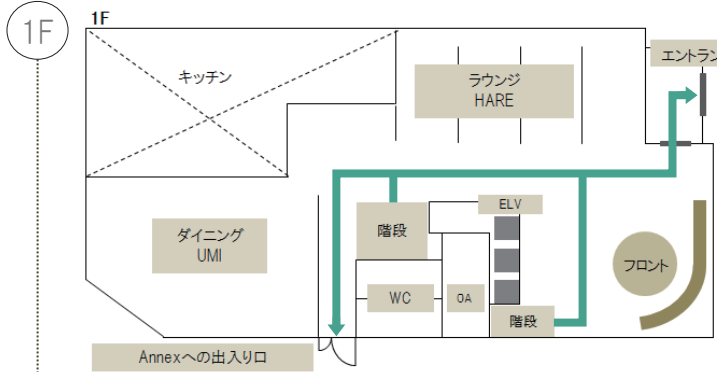 1F
1F
キッチン
ラウンジ
HARE
エントラン
ELV
階段
ダイニング
UMI
フロント
WC
OA
階段
Annexへの出入り口